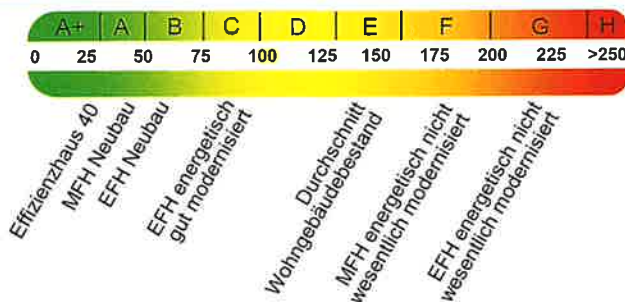 A+ A B C D E F G H
0 25 50 75 100 125 150 175 200 225 >250
Effizienzhaus 40
MFH Neubau
EFH Neubau
EFH energetisch
gut modernisiert
Durchschnitt
Wohngebäudebestand
MFH energetisch nicht
wesentlich modernisiert
EFH energetisch nicht
wesentlich modernisiert